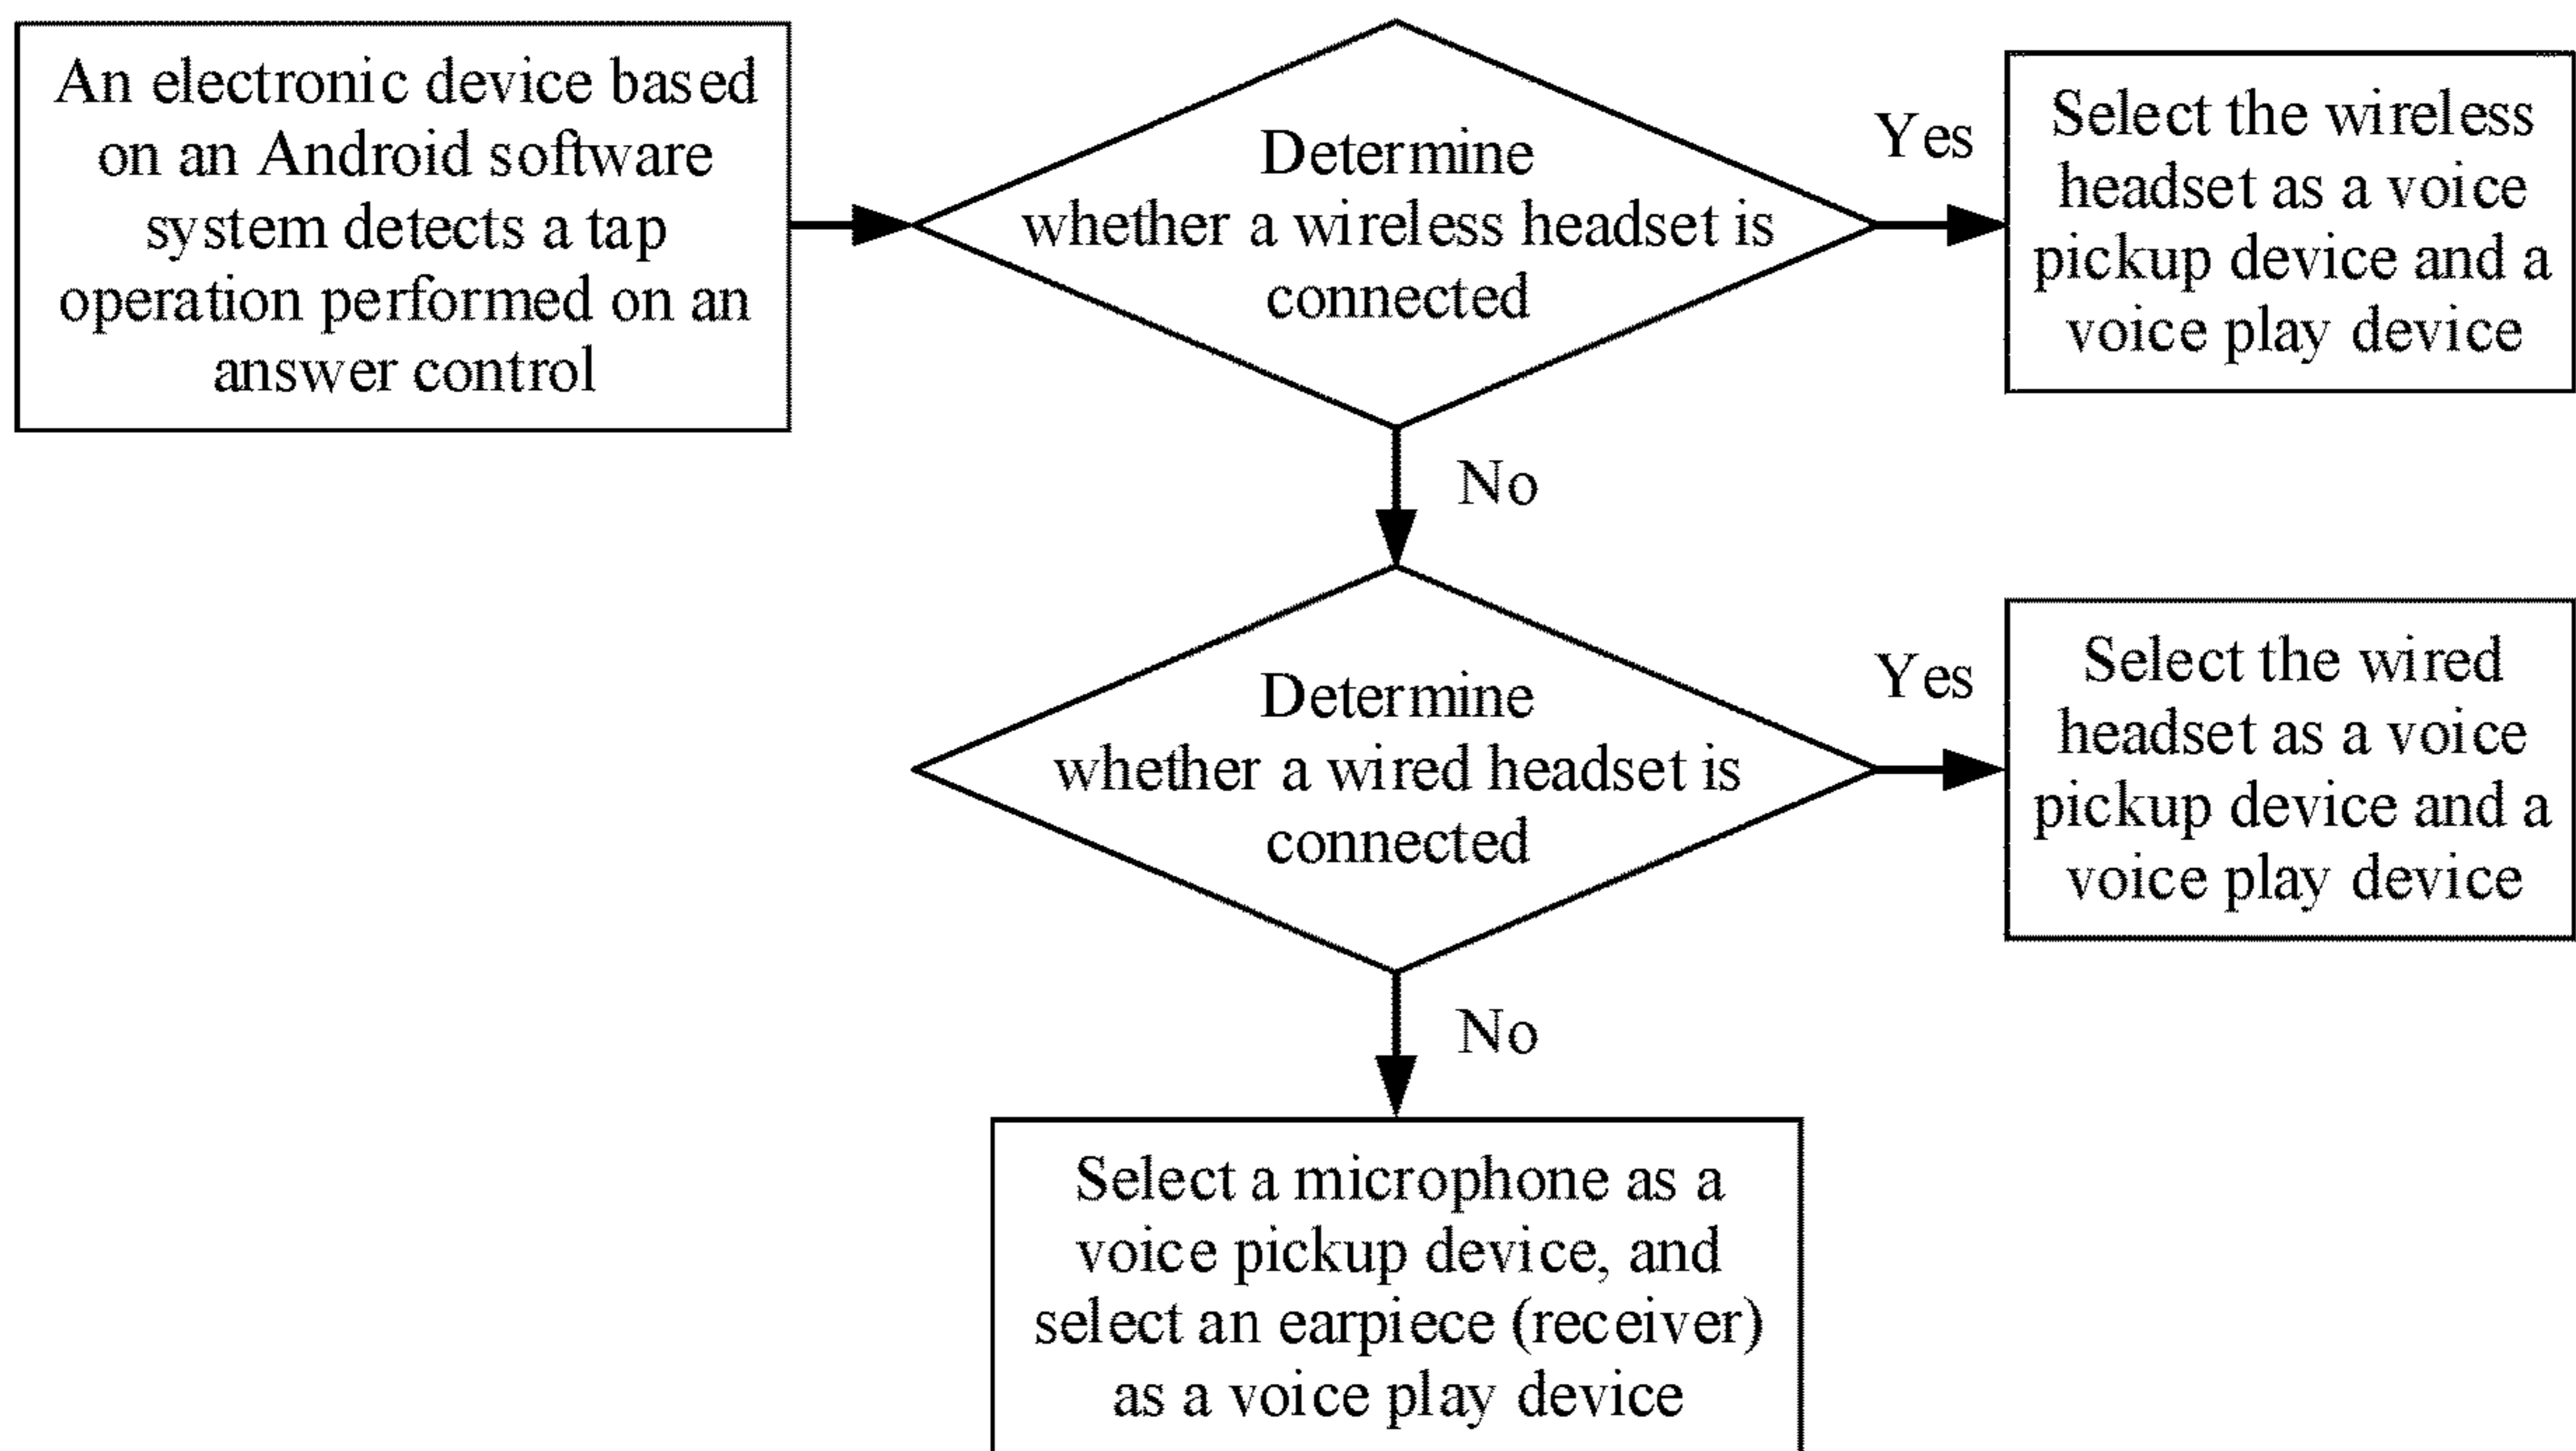 An electronic device based
on an Android software
system detects a tap
operation performed on an
answer control
Determine
whether a wireless headset is
connected
Yes
Select the wireless
headset as a voice
pickup device and a
voice play device
No
Determine
whether a wired headset is
connected
Yes
Select the wired
headset as a voice
pickup device and a
voice play device
No
Select a microphone as a
voice pickup device, and
select an earpiece (receiver)
as a voice play device